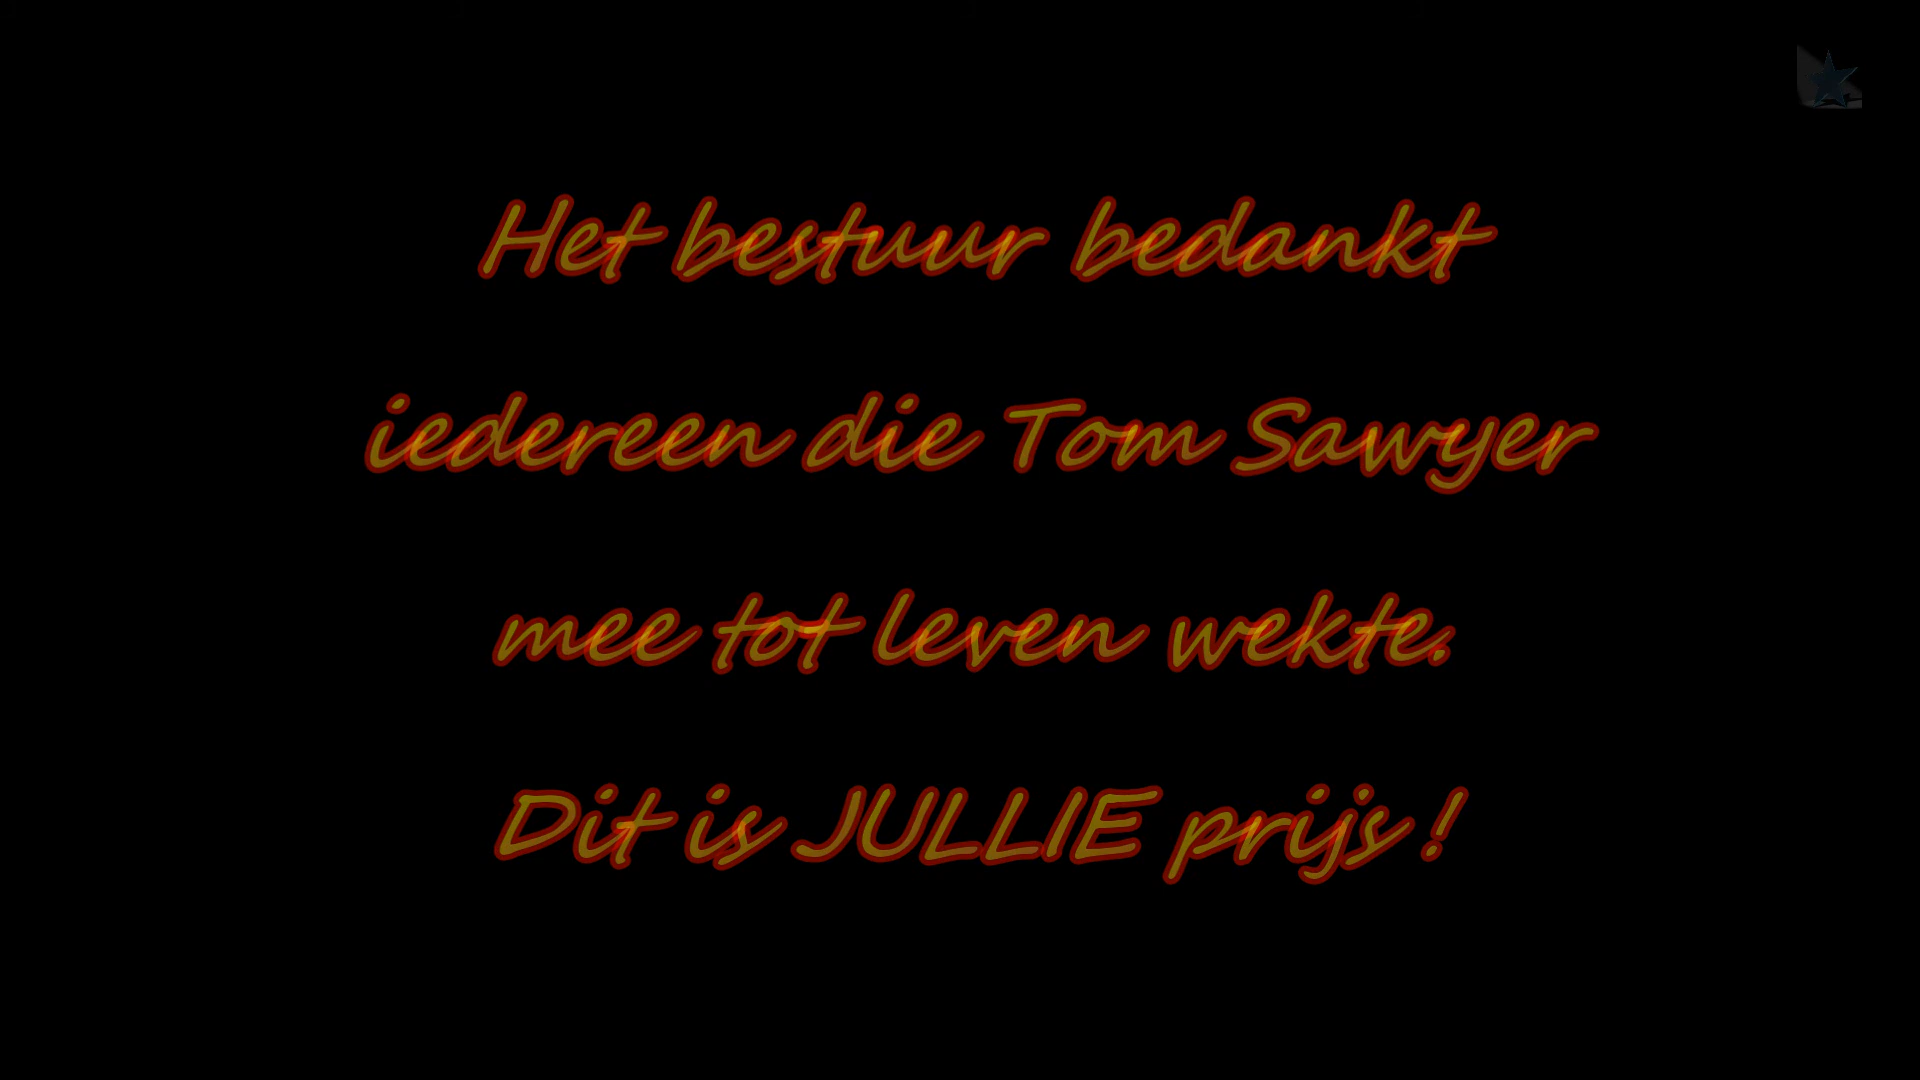 Het bestuur bedankt
iedereen die Tom Sawyer
mee tot leven wekte.
Dit is JULLIE prijs !